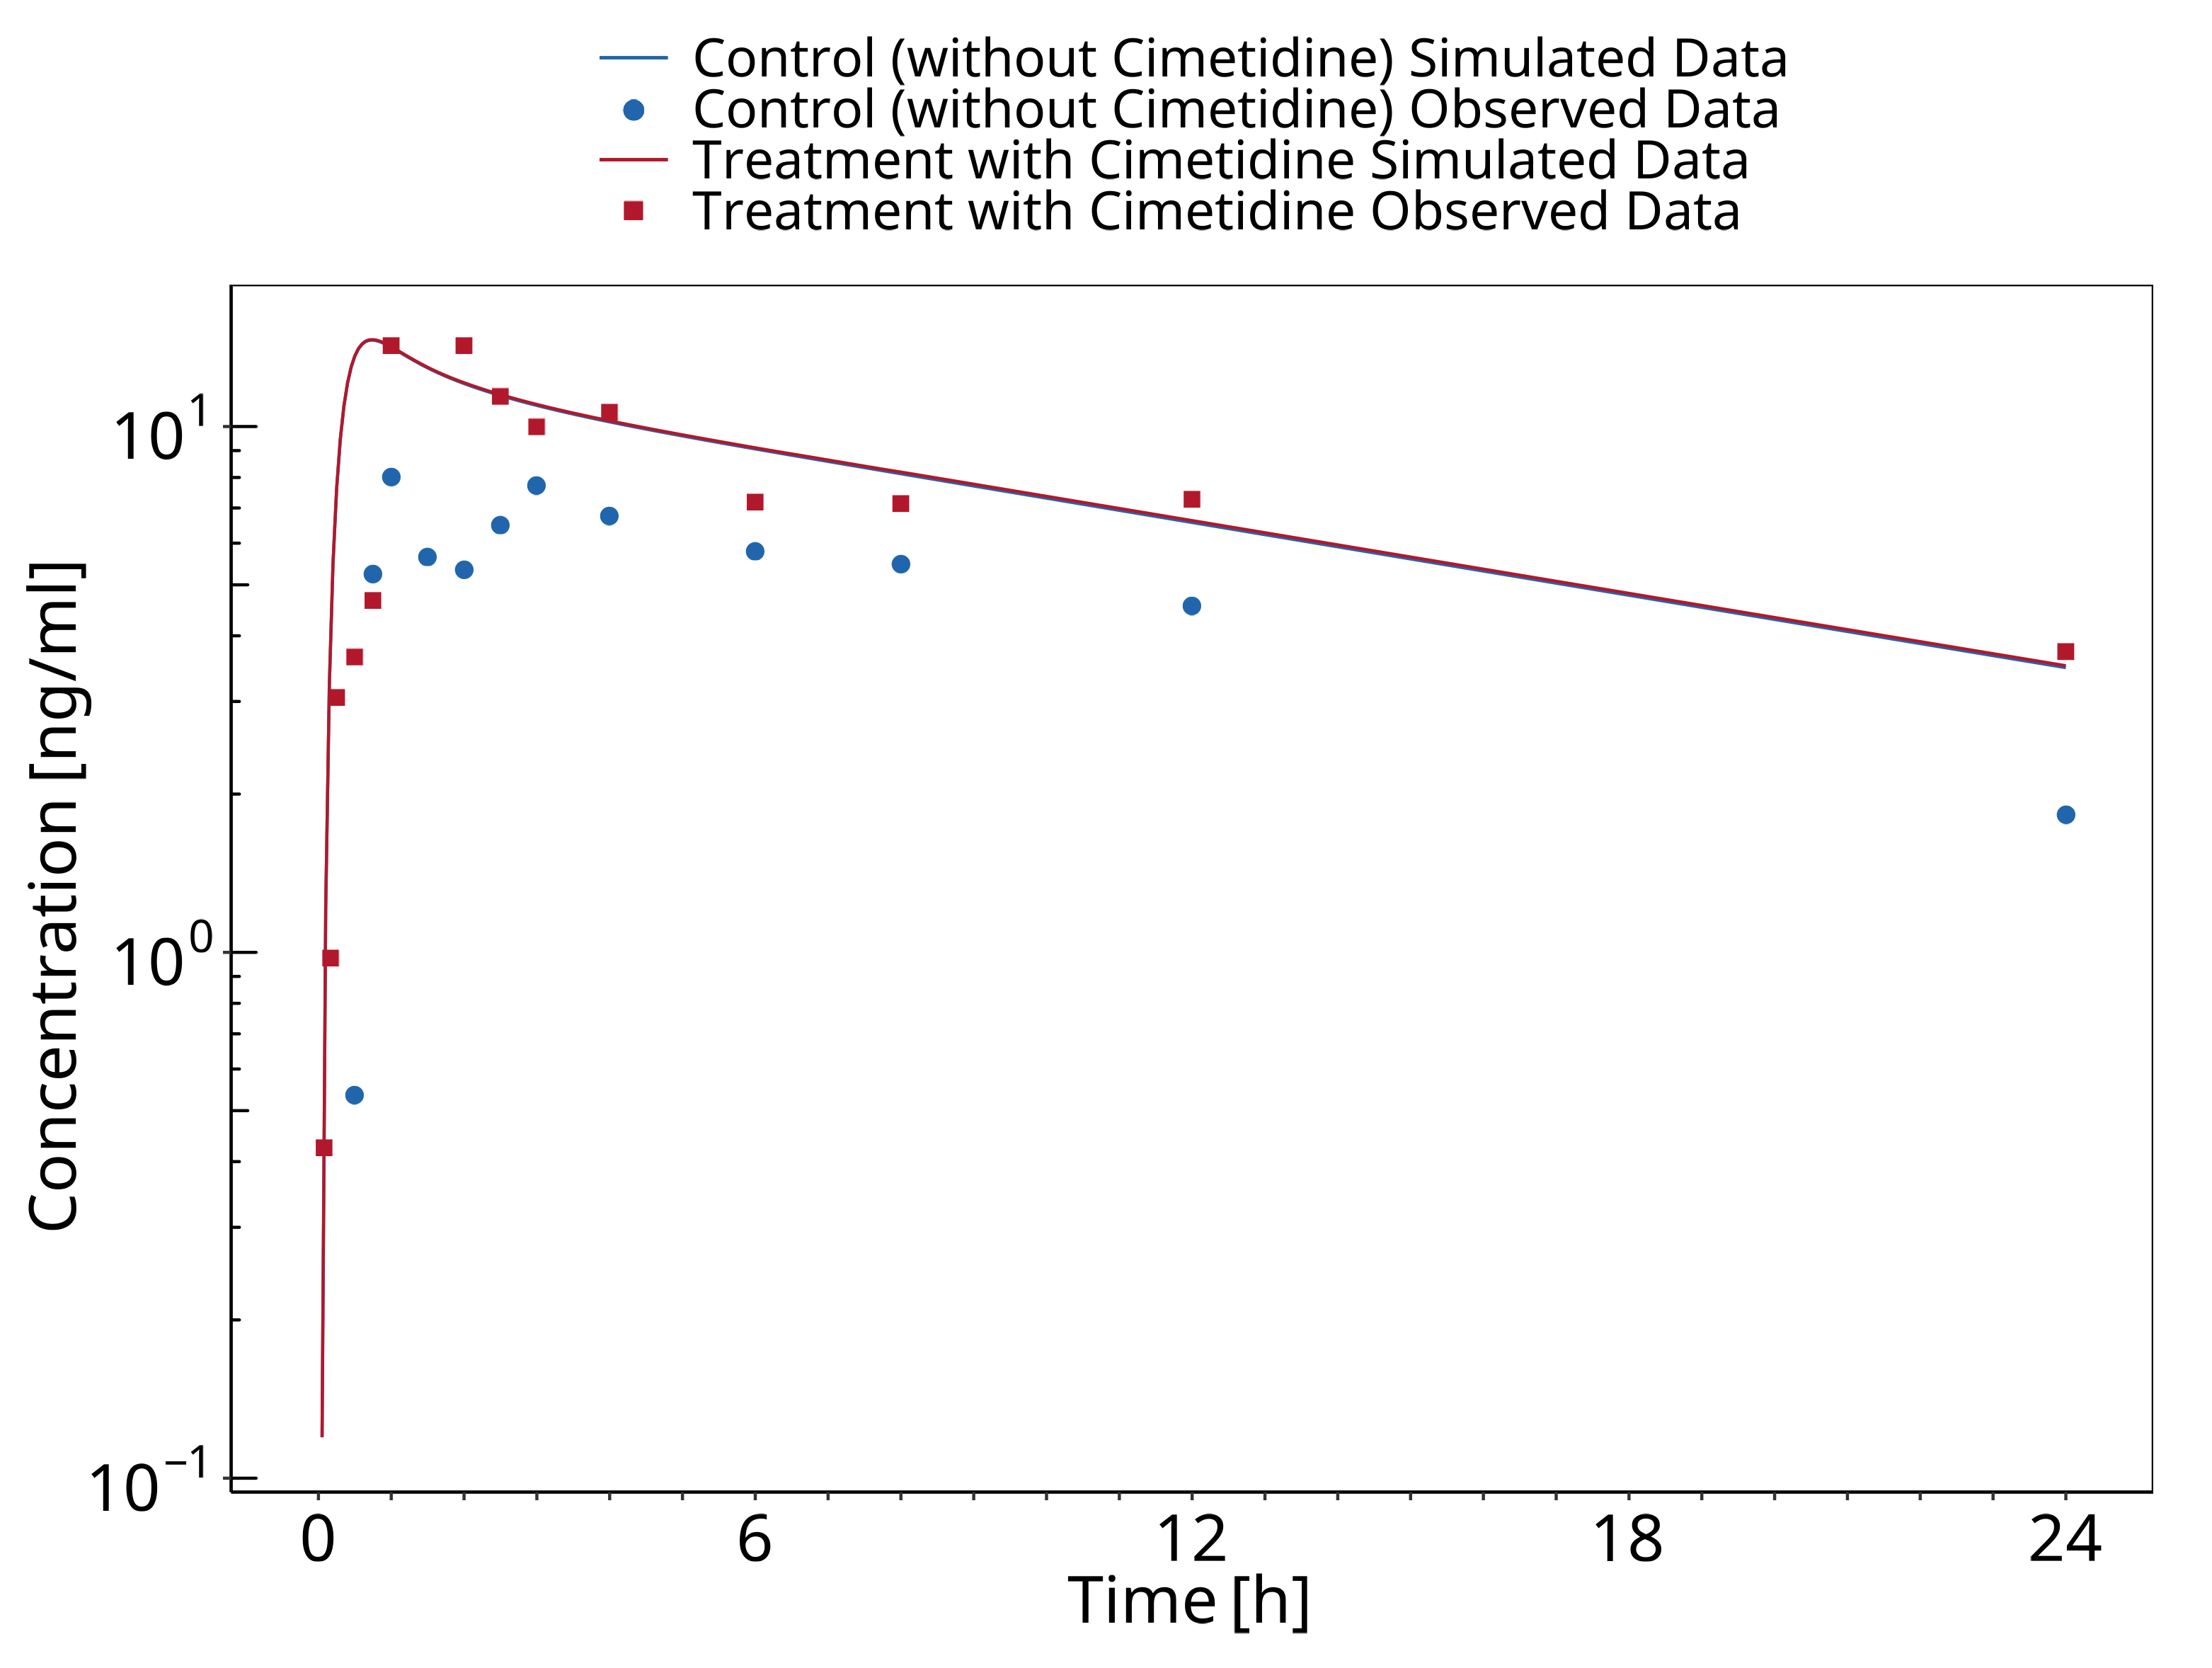 Control (without Cimetidine) Simulated Data
Control (without Cimetidine) Observed Data
Treatment with Cimetidine Simulated Data
Treatment with Cimetidine Observed Data
Concentration [ng/ml]
10^1
10^0
10^−1
0 6 12 18 24
Time [h]